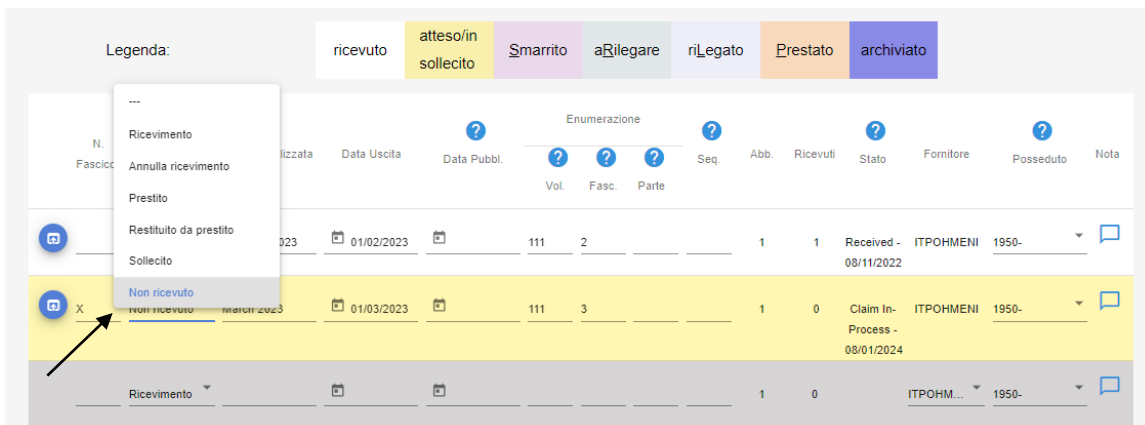 Legenda:
ricevuto
atteso/in
sollecito
Smarrito
aRilegare
riLegato
Prestato
archiviato
---
Ricevimento
Annulla ricevimento
Prestito
Restituito da prestito
Sollecito
Non ricevuto
N.
Fascicc
lizzata
Data Uscita
Data Pubbl.
Enumerazione
Vol. Fasc. Parte
Seq.
Abb.
Ricevuti
Stato
Fornitore
Posseduto
Nota
023 01/02/2023 111 2 1 1 Received - ITPOHMENI 1950-
08/11/2022
X Non ricevuto March 2023 01/03/2023 111 3 1 0 Claim In- ITPOHMENI 1950-
Process -
08/01/2024
Ricevimento 1 0 ITPOHM... 1950-